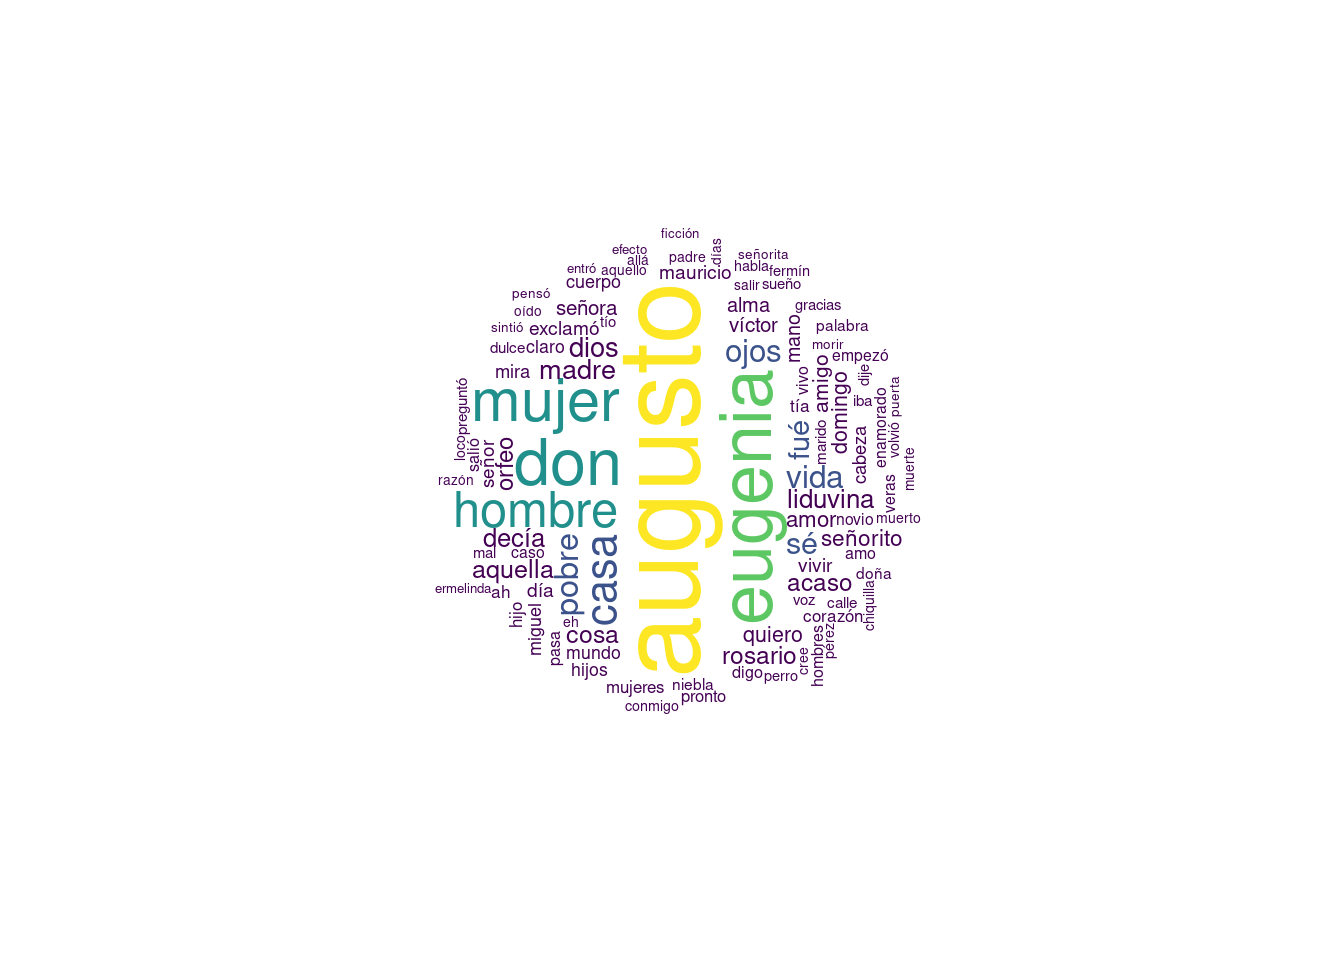 ficción
efecto
allá
padre
días
señorita
entró
aquello
mauricio
habla
fermín
cuerpo
salir
sueño
pensó
oído
señora
alma
gracias
sintió
exclamó
tío
víctor
mano
palabra
dulce
claro
dios
ojos
morir
empezó
mira
madre
vivo
amigo
dije
mujer
augusto
eugenia
tía
iba
puerta
preguntó
domingo
enamorado
volvió
loco
salió
señor
orfeo
don
fué
marido
cabeza
muerte
razón
vida
veras
hombre
liduvina
amor
novio
muerto
decía
sé
señorito
mal
caso
pobre
casa
amo
aquella
vivir
doña
ermelinda
ah
día
acaso
voz
calle
chiquilla
hijo
miguel
eh
corazón
cosa
quiero
hombres
pérez
pasa
mundo
rosario
cree
hijos
digo
perro
mujeres
niebla
pronto
conmigo